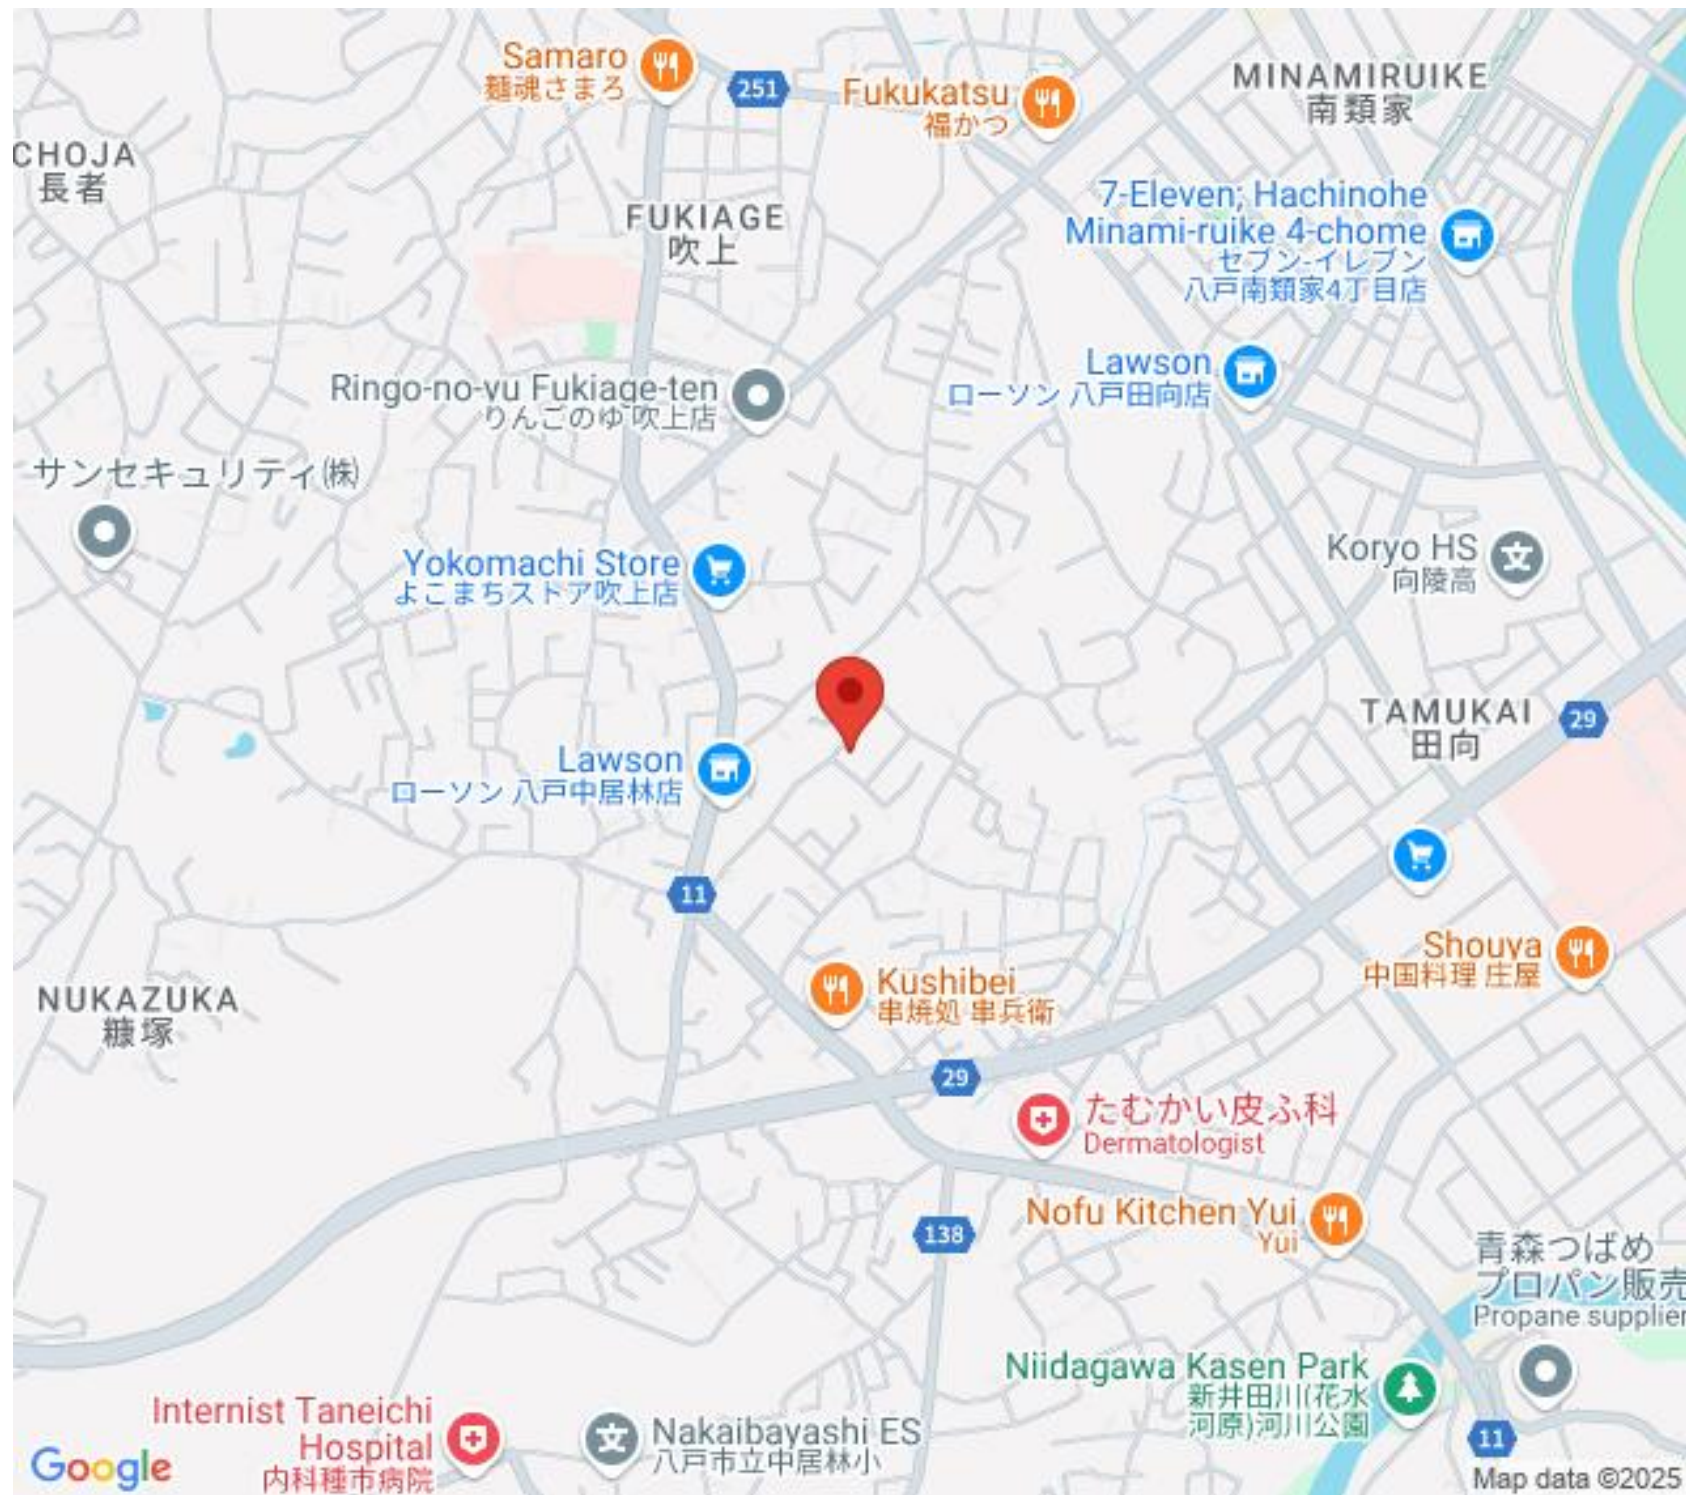 Samaro
麺魂さまろ
251
Fukukatsu
福かつ
MINAMIRUIKE
南類家
CHOJA
長者
FUKIAGE
吹上
7-Eleven; Hachinohe
Minami-ruike 4-chome
セブン-イレブン
八戸南類家4丁目店
Lawson
ローソン 八戸田向店
Ringo-no-yu Fukiage-ten
りんごのゆ 吹上店
サンセキュリティ㈱
Yokomachi Store
よこまちストア吹上店
Koryo HS
向陵高
TAMUKAI
田向
29
Lawson
ローソン 八戸中居林店
11
Shouya
中国料理 庄屋
Kushibei
串焼処 串兵衛
NUKAZUKA
糠塚
29
たむかい皮ふ科
Dermatologist
138
Nofu Kitchen Yui
Yui
青森つばめ
プロパン販売
Propane supplier
Niidagawa Kasen Park
新井田川(花水
河原)河川公園
Internist Taneichi
Hospital
内科種市病院
Nakaibayashi ES
八戸市立中居林小
11
Google
Map data ©2025